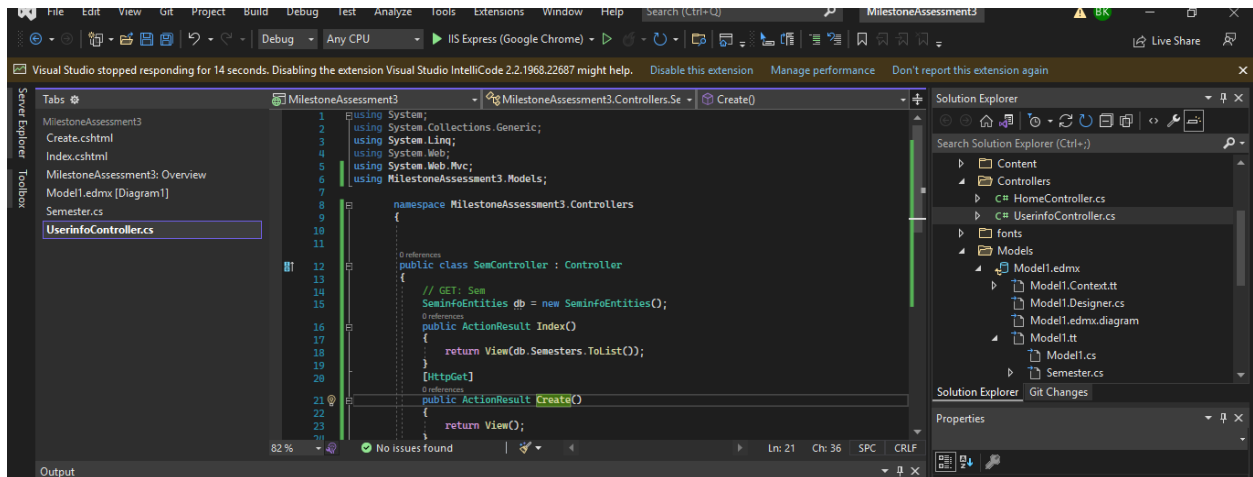 File Edit View Git Project Build Debug Test Analyze Tools Extensions Window Help Search (Ctrl+Q) MilestoneAssessment3 BK
Debug Any CPU IIS Express (Google Chrome) Live Share
Visual Studio stopped responding for 14 seconds. Disabling the extension Visual Studio IntelliCode 2.2.1968.22687 might help. Disable this extension Manage performance Don't report this extension again
Server Explorer
Toolbox
Tabs
MilestoneAssessment3
Create.cshtml
Index.cshtml
MilestoneAssessment3: Overview
Model1.edmx [Diagram1]
Semester.cs
UserinfoController.cs
MilestoneAssessment3 MilestoneAssessment3.Controllers.Se Create()
1 using System;
2 using System.Collections.Generic;
3 using System.Linq;
4 using System.Web;
5 using System.Web.Mvc;
6 using MilestoneAssessment3.Models;
7
8 namespace MilestoneAssessment3.Controllers
9 {
10
11
0 references
12 public class SemController : Controller
13 {
14 // GET: Sem
15 SeminfoEntities db = new SeminfoEntities();
0 references
16 public ActionResult Index()
17 {
18 return View(db.Semesters.ToList());
19 }
20 [HttpGet]
0 references
21 public ActionResult Create()
22 {
23 return View();
24 }
82 % No issues found Ln: 21 Ch: 36 SPC CRLF
Output
Solution Explorer
Search Solution Explorer (Ctrl+;)
Content
Controllers
C# HomeController.cs
C# UserinfoController.cs
fonts
Models
Model1.edmx
Model1.Context.tt
Model1.Designer.cs
Model1.edmx.diagram
Model1.tt
Model1.cs
Semester.cs
Solution Explorer Git Changes
Properties